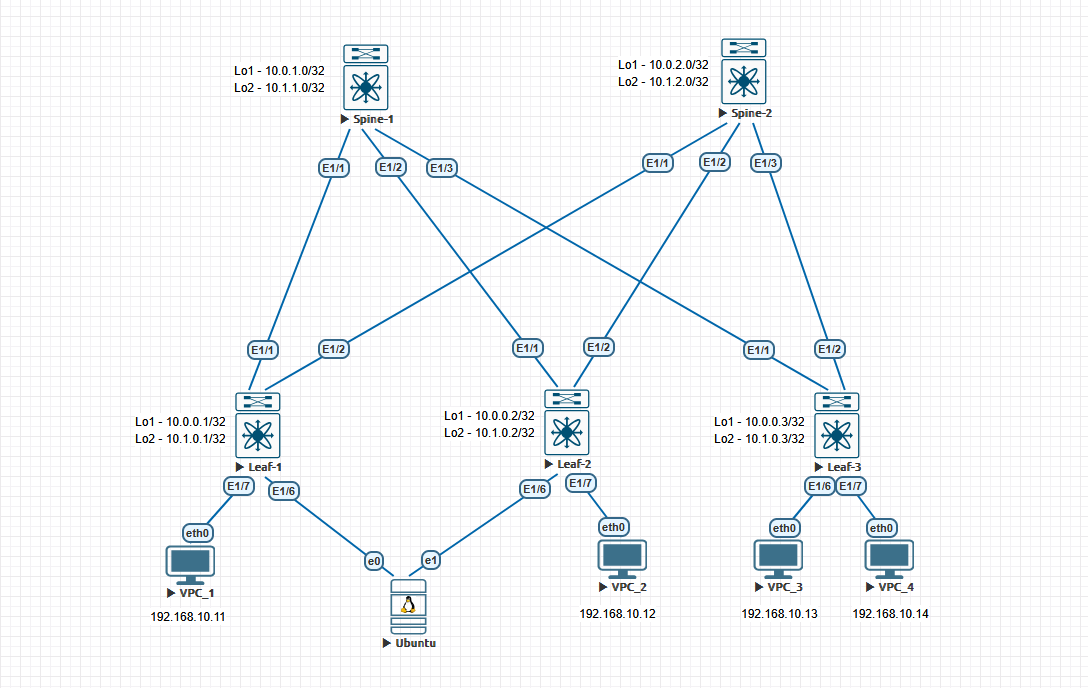 Lo1 - 10.0.1.0/32
Lo2 - 10.1.1.0/32
Spine-1
Lo1 - 10.0.2.0/32
Lo2 - 10.1.2.0/32
Spine-2
E1/1
E1/2
E1/3
E1/1
E1/2
E1/3
E1/1
E1/2
E1/1
E1/2
E1/1
E1/2
Lo1 - 10.0.0.1/32
Lo2 - 10.1.0.1/32
Leaf-1
Lo1 - 10.0.0.2/32
Lo2 - 10.1.0.2/32
Leaf-2
Lo1 - 10.0.0.3/32
Lo2 - 10.1.0.3/32
Leaf-3
E1/7
E1/6
E1/6
E1/7
E1/6
E1/7
eth0
e0
e1
eth0
eth0
eth0
VPC_1
192.168.10.11
Ubuntu
VPC_2
192.168.10.12
VPC_3
192.168.10.13
VPC_4
192.168.10.14